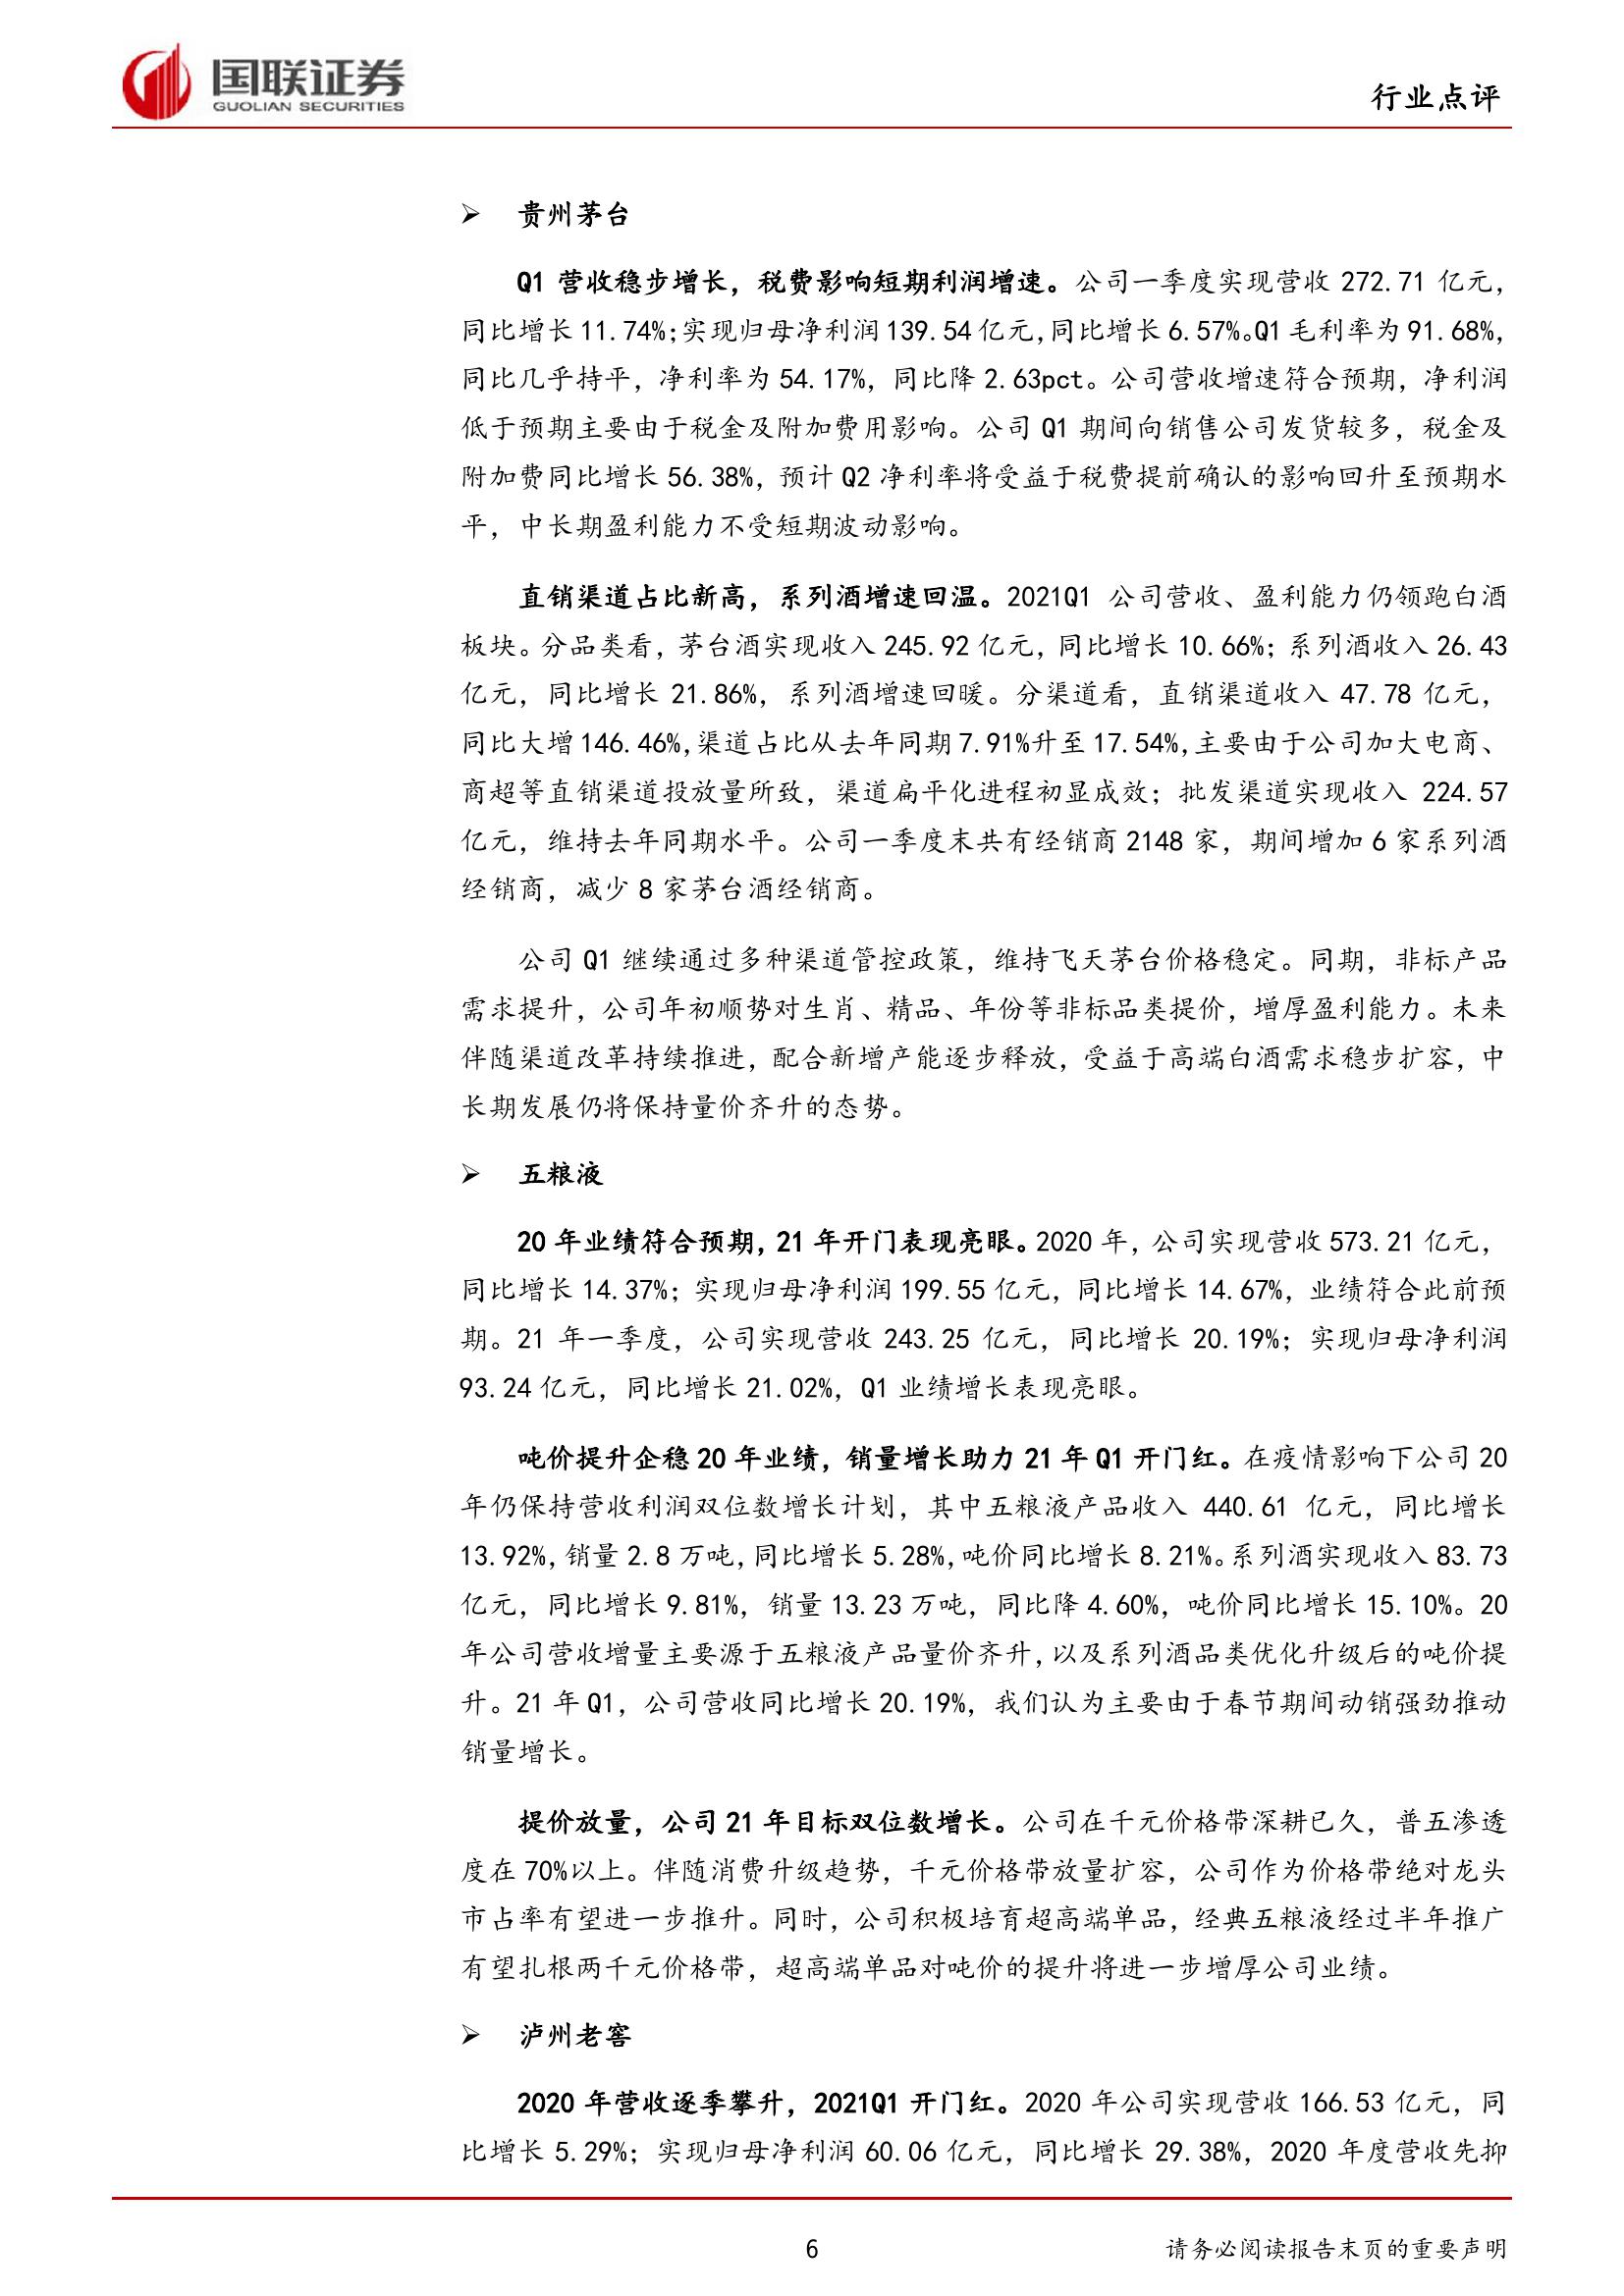 国联证券
GUOLIAN SECURITIES
行业点评
➢ 贵州茅台
Q1 营收稳步增长，税费影响短期利润增速。公司一季度实现营收 272.71 亿元，
同比增长 11.74%；实现归母净利润 139.54 亿元，同比增长 6.57%。Q1 毛利率为 91.68%，
同比几乎持平，净利率为 54.17%，同比降 2.63pct。公司营收增速符合预期，净利润
低于预期主要由于税金及附加费用影响。公司 Q1 期间向销售公司发货较多，税金及
附加费同比增长 56.38%，预计 Q2 净利率将受益于税费提前确认的影响回升至预期水
平，中长期盈利能力不受短期波动影响。
直销渠道占比新高，系列酒增速回温。2021Q1 公司营收、盈利能力仍领跑白酒
板块。分品类看，茅台酒实现收入 245.92 亿元，同比增长 10.66%；系列酒收入 26.43
亿元，同比增长 21.86%，系列酒增速回暖。分渠道看，直销渠道收入 47.78 亿元，
同比大增 146.46%，渠道占比从去年同期 7.91%升至 17.54%，主要由于公司加大电商、
商超等直销渠道投放量所致，渠道扁平化进程初显成效；批发渠道实现收入 224.57
亿元，维持去年同期水平。公司一季度末共有经销商 2148 家，期间增加 6 家系列酒
经销商，减少 8 家茅台酒经销商。
公司 Q1 继续通过多种渠道管控政策，维持飞天茅台价格稳定。同期，非标产品
需求提升，公司年初顺势对生肖、精品、年份等非标品类提价，增厚盈利能力。未来
伴随渠道改革持续推进，配合新增产能逐步释放，受益于高端白酒需求稳步扩容，中
长期发展仍将保持量价齐升的态势。
➢ 五粮液
20 年业绩符合预期，21 年开门表现亮眼。2020 年，公司实现营收 573.21 亿元，
同比增长 14.37%；实现归母净利润 199.55 亿元，同比增长 14.67%，业绩符合此前预
期。21 年一季度，公司实现营收 243.25 亿元，同比增长 20.19%；实现归母净利润
93.24 亿元，同比增长 21.02%，Q1 业绩增长表现亮眼。
吨价提升企稳 20 年业绩，销量增长助力 21 年 Q1 开门红。在疫情影响下公司 20
年仍保持营收利润双位数增长计划，其中五粮液产品收入 440.61 亿元，同比增长
13.92%，销量 2.8 万吨，同比增长 5.28%，吨价同比增长 8.21%。系列酒实现收入 83.73
亿元，同比增长 9.81%，销量 13.23 万吨，同比降 4.60%，吨价同比增长 15.10%。20
年公司营收增量主要源于五粮液产品量价齐升，以及系列酒品类优化升级后的吨价提
升。21 年 Q1，公司营收同比增长 20.19%，我们认为主要由于春节期间动销强劲推动
销量增长。
提价放量，公司 21 年目标双位数增长。公司在千元价格带深耕已久，普五渗透
度在 70%以上。伴随消费升级趋势，千元价格带放量扩容，公司作为价格带绝对龙头
市占率有望进一步推升。同时，公司积极培育超高端单品，经典五粮液经过半年推广
有望扎根两千元价格带，超高端单品对吨价的提升将进一步增厚公司业绩。
➢ 泸州老窖
2020 年营收逐季攀升，2021Q1 开门红。2020 年公司实现营收 166.53 亿元，同
比增长 5.29%；实现归母净利润 60.06 亿元，同比增长 29.38%，2020 年度营收先抑
6
请务必阅读报告末页的重要声明